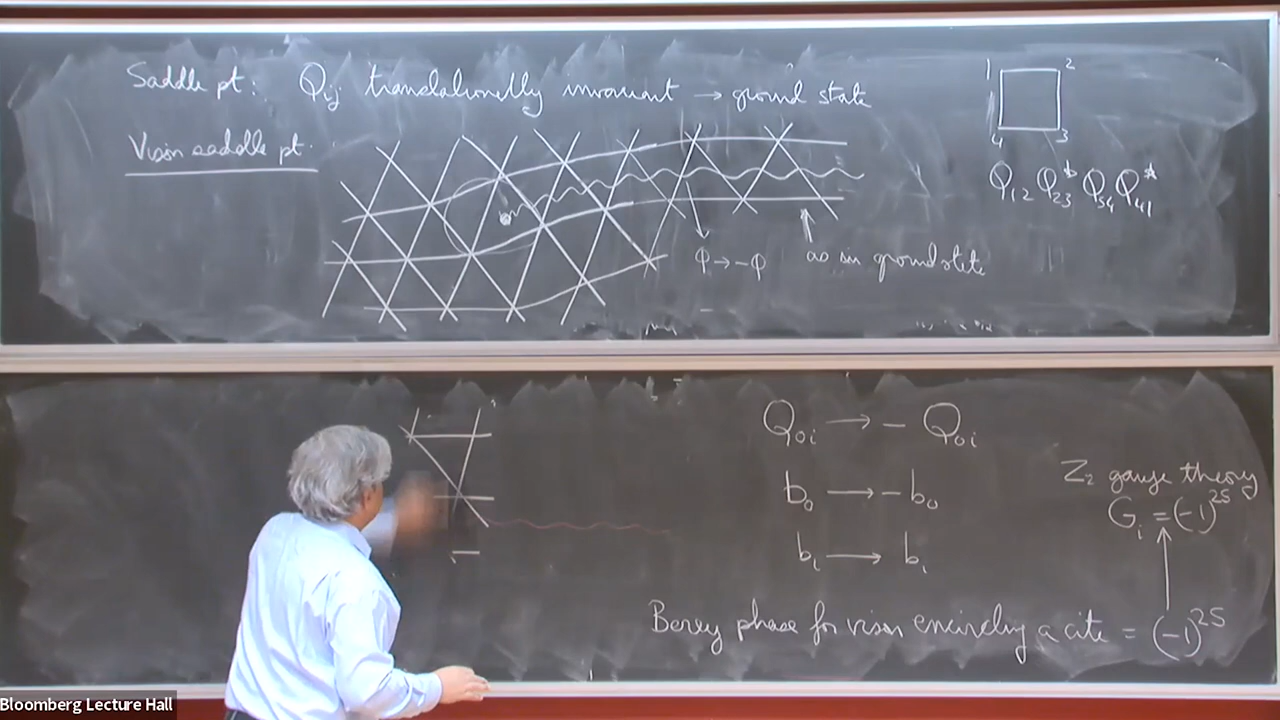 Saddle pt: Qij translationally invariant → ground state
Vison saddle pt.
φ → -φ
as in ground state
1 2
4 3
Q12 Q23* Q34 Q41*
Q0i → - Q0i
b0 → - b0
bi → bi
Z2 gauge theory
Gi = (-1)^2S
Berry phase for vison encircling a site = (-1)^2S
Bloomberg Lecture Hall